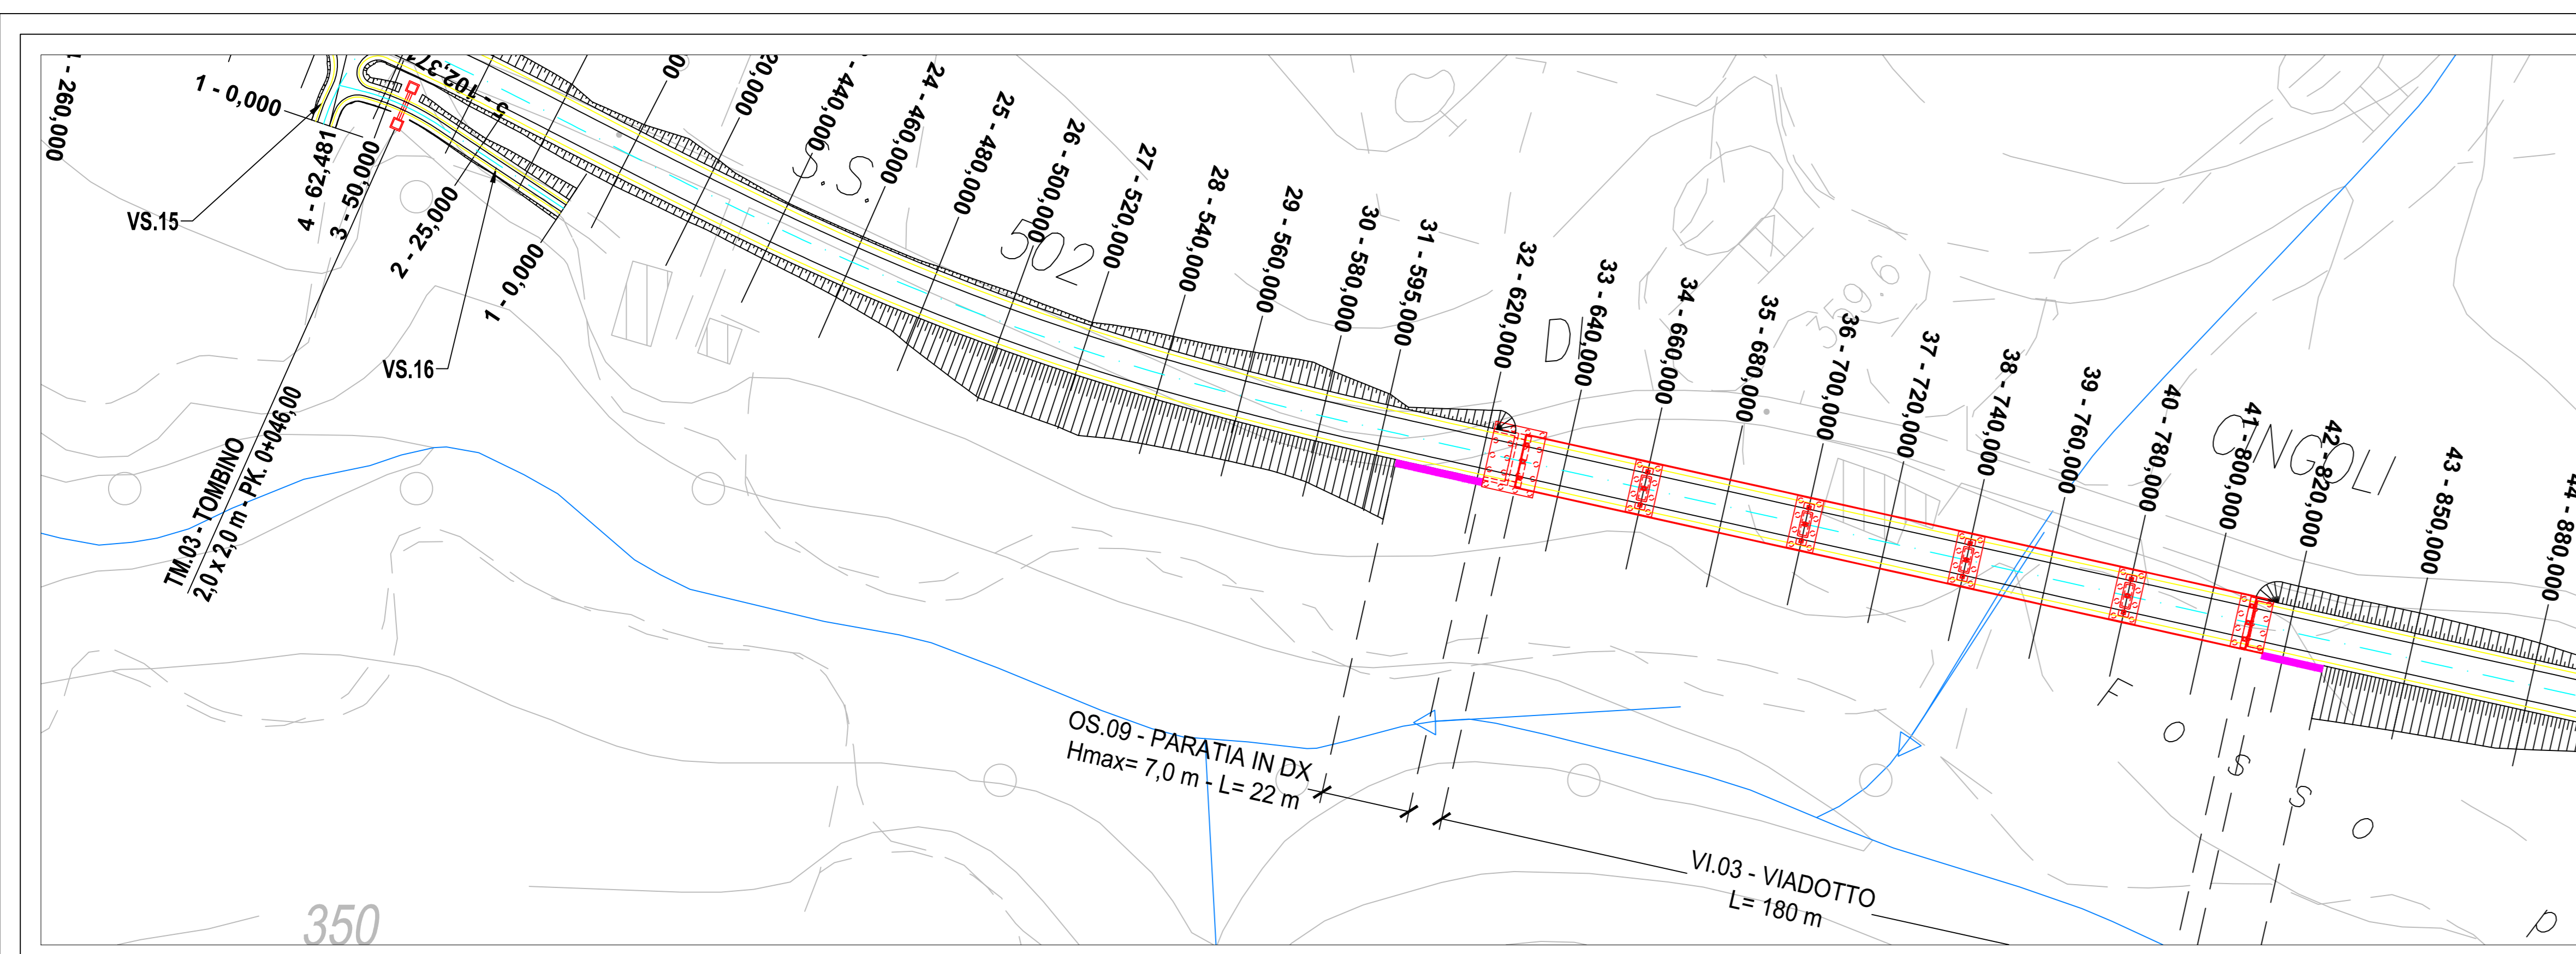 - 260,000
1 - 0,000
5 - 102,37
4 - 62,481
3 - 50,000
2 - 25,000
1 - 0,000
VS.15
VS.16
TM.03 - TOMBINO
2,0 x 2,0 m - PK. 0+046,00
00
20,000
- 440,000
24 - 460,000
25 - 480,000
26 - 500,000
27 - 520,000
28 - 540,000
29 - 560,000
30 - 580,000
31 - 595,000
32 - 620,000
33 - 640,000
34 - 660,000
35 - 680,000
36 - 700,000
37 - 720,000
38 - 740,000
39 - 760,000
40 - 780,000
41 - 800,000
42 - 820,000
43 - 850,000
44 - 880,000
S.S.
502
DI
CINGOLI
359.6
OS.09 - PARATIA IN DX
Hmax= 7,0 m - L= 22 m
VI.03 - VIADOTTO
L= 180 m
Fosso
p
350